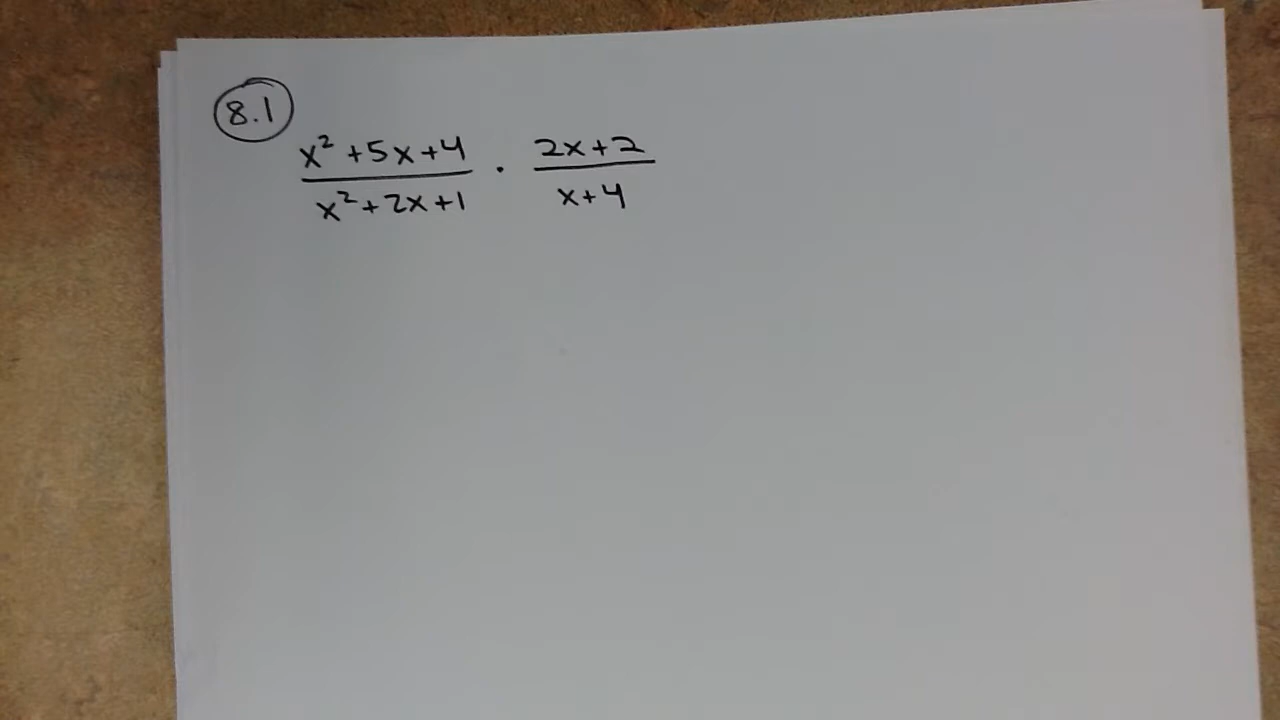 8.1
x² + 5x + 4 / x² + 2x + 1 · 2x + 2 / x + 4